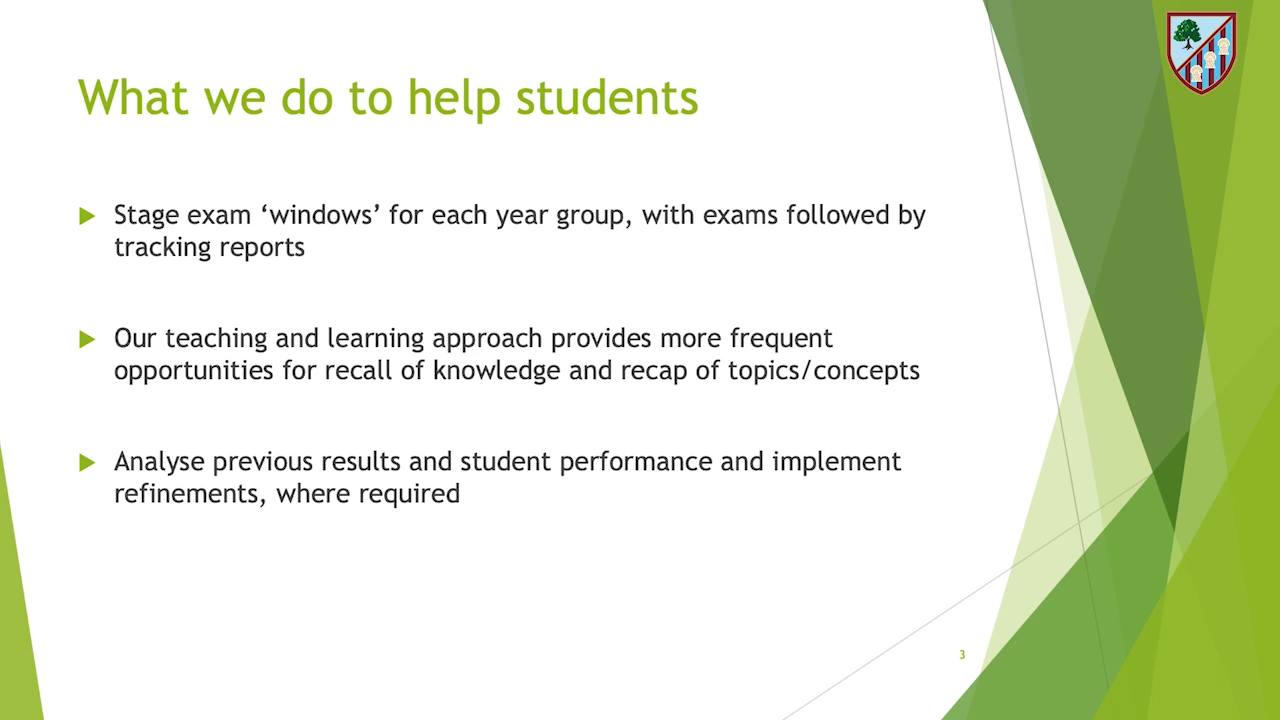 What we do to help students
Stage exam ‘windows’ for each year group, with exams followed by
tracking reports
Our teaching and learning approach provides more frequent
opportunities for recall of knowledge and recap of topics/concepts
Analyse previous results and student performance and implement
refinements, where required
3